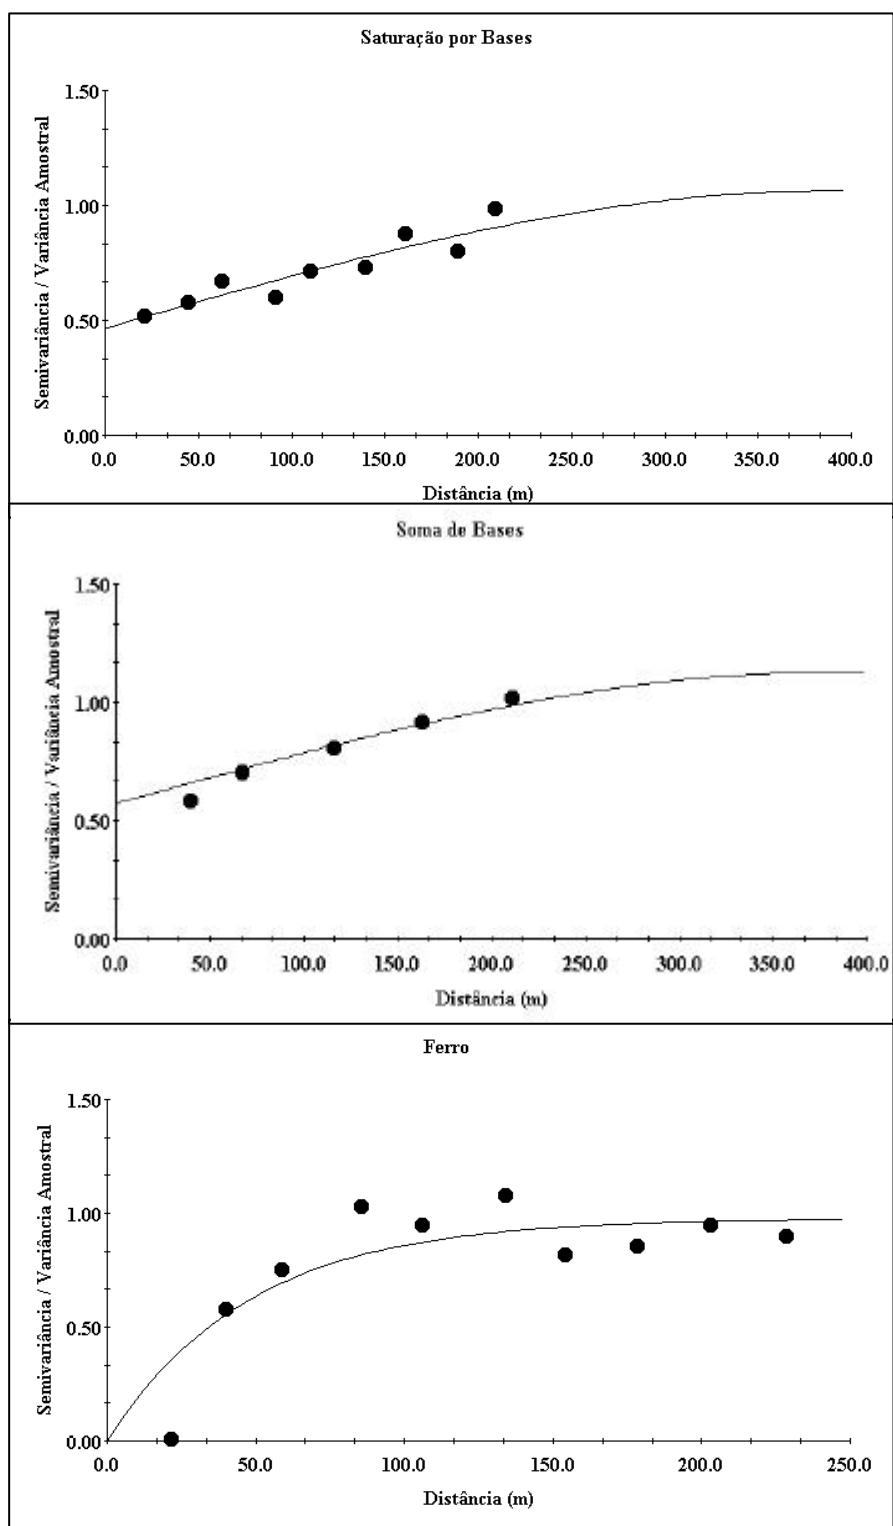 Saturação por Bases
Semivariância / Variância Amostral
1.50
1.00
0.50
0.00
0.0 50.0 100.0 150.0 200.0 250.0 300.0 350.0 400.0
Distância (m)
Soma de Bases
Semivariância / Variância Amostral
1.50
1.00
0.50
0.00
0.0 50.0 100.0 150.0 200.0 250.0 300.0 350.0 400.0
Distância (m)
Ferro
Semivariância / Variância Amostral
1.50
1.00
0.50
0.00
0.0 50.0 100.0 150.0 200.0 250.0
Distância (m)